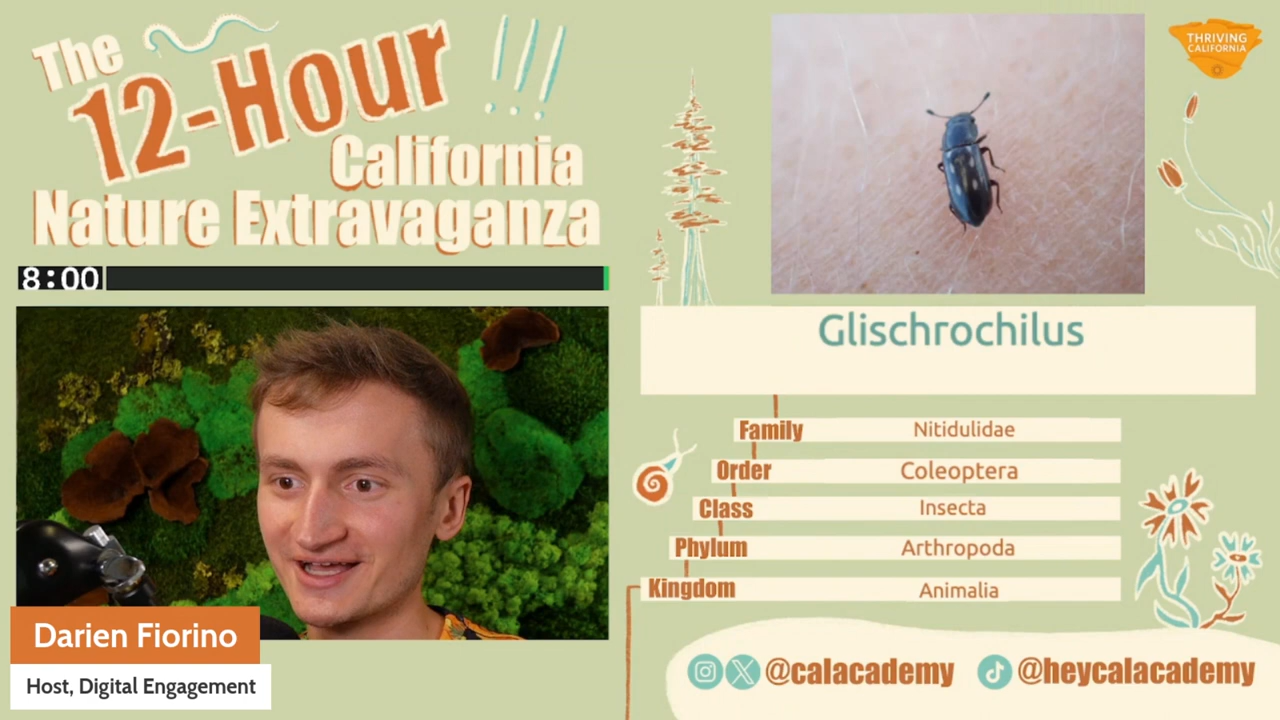 The
12-Hour !!!
California
Nature Extravaganza
8:00
Darien Fiorino
Host, Digital Engagement
THRIVING
CALIFORNIA
Glischrochilus
Family Nitidulidae
Order Coleoptera
Class Insecta
Phylum Arthropoda
Kingdom Animalia
@calacademy @heycalacademy